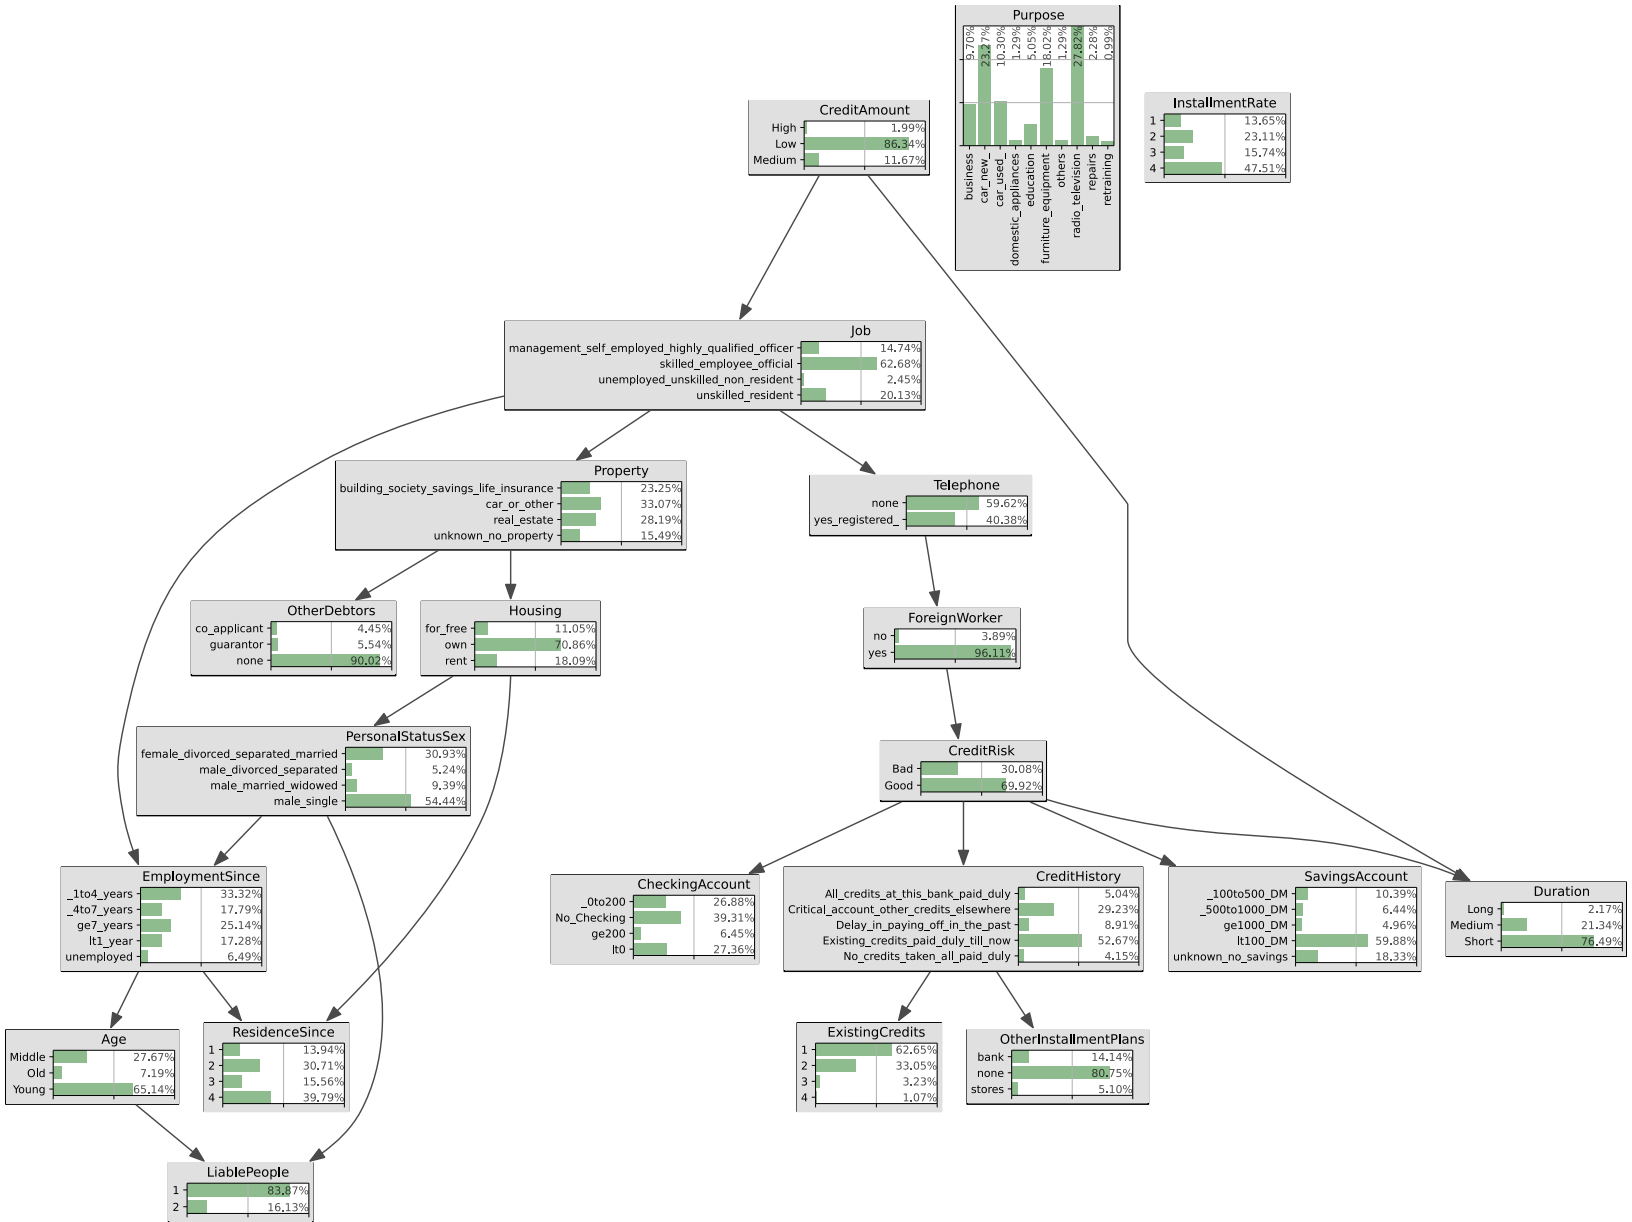 Purpose
9.70%
23.27%
10.30%
1.29%
5.05%
18.02%
1.29%
27.82%
2.28%
0.99%
business
car_new_
car_used_
domestic_appliances
education
furniture_equipment
others
radio_television
repairs
retraining
CreditAmount
High 1.99%
Low 86.34%
Medium 11.67%
InstallmentRate
1 13.65%
2 23.11%
3 15.74%
4 47.51%
Job
management_self_employed_highly_qualified_officer 14.74%
skilled_employee_official 62.68%
unemployed_unskilled_non_resident 2.45%
unskilled_resident 20.13%
Property
building_society_savings_life_insurance 23.25%
car_or_other 33.07%
real_estate 28.19%
unknown_no_property 15.49%
Telephone
none 59.62%
yes_registered_ 40.38%
OtherDebtors
co_applicant 4.45%
guarantor 5.54%
none 90.02%
Housing
for_free 11.05%
own 70.86%
rent 18.09%
ForeignWorker
no 3.89%
yes 96.11%
PersonalStatusSex
female_divorced_separated_married 30.93%
male_divorced_separated 5.24%
male_married_widowed 9.39%
male_single 54.44%
CreditRisk
Bad 30.08%
Good 69.92%
EmploymentSince
_1to4_years 33.32%
_4to7_years 17.79%
ge7_years 25.14%
lt1_year 17.28%
unemployed 6.49%
CheckingAccount
_0to200 26.88%
No_Checking 39.31%
ge200 6.45%
lt0 27.36%
CreditHistory
All_credits_at_this_bank_paid_duly 5.04%
Critical_account_other_credits_elsewhere 29.23%
Delay_in_paying_off_in_the_past 8.91%
Existing_credits_paid_duly_till_now 52.67%
No_credits_taken_all_paid_duly 4.15%
SavingsAccount
_100to500_DM 10.39%
_500to1000_DM 6.44%
ge1000_DM 4.96%
lt100_DM 59.88%
unknown_no_savings 18.33%
Duration
Long 2.17%
Medium 21.34%
Short 76.49%
Age
Middle 27.67%
Old 7.19%
Young 65.14%
ResidenceSince
1 13.94%
2 30.71%
3 15.56%
4 39.79%
ExistingCredits
1 62.65%
2 33.05%
3 3.23%
4 1.07%
OtherInstallmentPlans
bank 14.14%
none 80.75%
stores 5.10%
LiablePeople
1 83.87%
2 16.13%